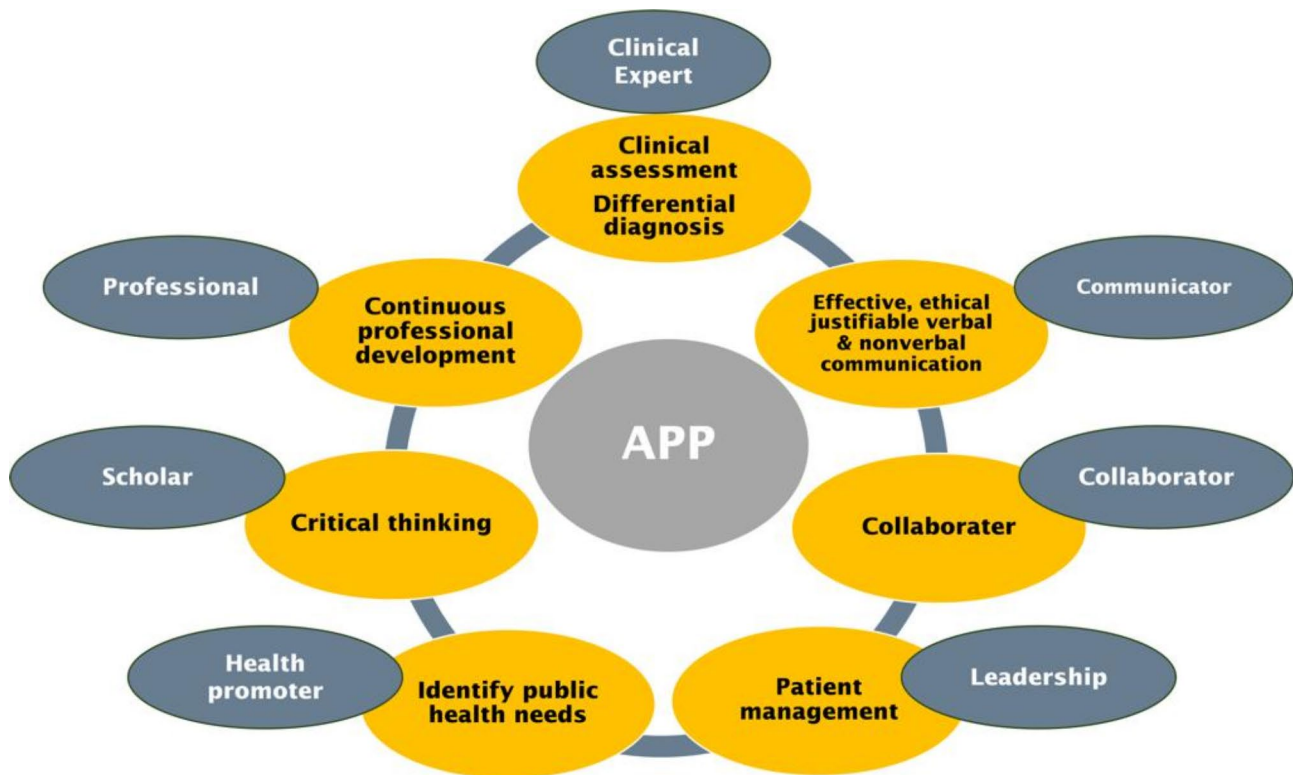 Clinical
Expert
Clinical
assessment
Differential
diagnosis
Professional
Continuous
professional
development
Effective, ethical
justifiable verbal
& nonverbal
communication
Communicator
APP
Scholar
Critical thinking
Collaborater
Collaborator
Health
promoter
Identify public
health needs
Patient
management
Leadership